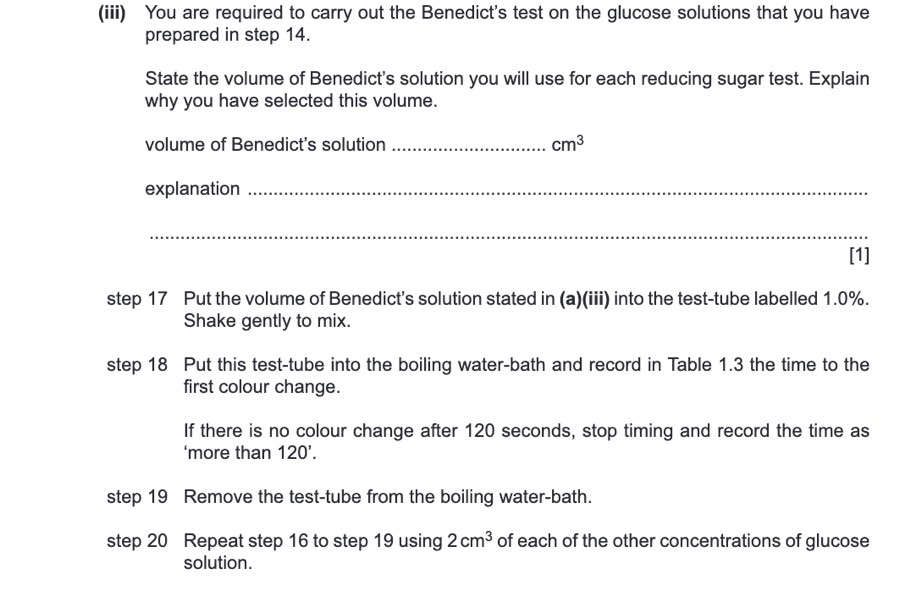 (iii) You are required to carry out the Benedict’s test on the glucose solutions that you have
prepared in step 14.
State the volume of Benedict’s solution you will use for each reducing sugar test. Explain
why you have selected this volume.
volume of Benedict’s solution .............................. cm³
explanation ..........................................................................................................................
............................................................................................................................................
[1]
step 17 Put the volume of Benedict’s solution stated in (a)(iii) into the test-tube labelled 1.0%.
Shake gently to mix.
step 18 Put this test-tube into the boiling water-bath and record in Table 1.3 the time to the
first colour change.
If there is no colour change after 120 seconds, stop timing and record the time as
‘more than 120’.
step 19 Remove the test-tube from the boiling water-bath.
step 20 Repeat step 16 to step 19 using 2 cm³ of each of the other concentrations of glucose
solution.